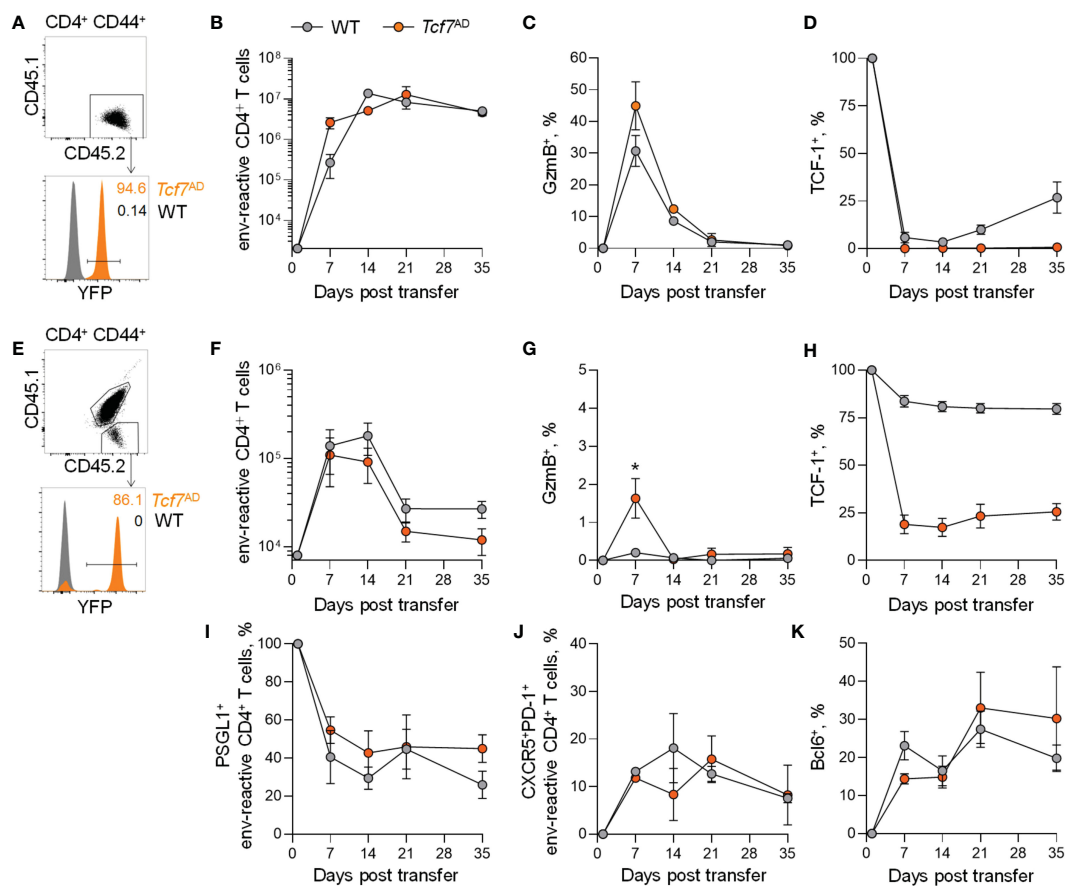 A
CD4⁺ CD44⁺
CD45.1
CD45.2
94.6 Tcf7ᴬᴰ
0.14 WT
YFP
WT
Tcf7ᴬᴰ
B
env-reactive CD4⁺ T cells
10⁸
10⁷
10⁶
10⁵
10⁴
0 7 14 21 28 35
Days post transfer
C
GzmB⁺, %
60
50
40
30
20
10
0
0 7 14 21 28 35
Days post transfer
D
TCF-1⁺, %
100
75
50
25
0
0 7 14 21 28 35
Days post transfer
E
CD4⁺ CD44⁺
CD45.1
CD45.2
86.1 Tcf7ᴬᴰ
0 WT
YFP
F
env-reactive CD4⁺ T cells
10⁶
10⁵
10⁴
0 7 14 21 28 35
Days post transfer
G
GzmB⁺, %
5
4
3
2
1
0
*
0 7 14 21 28 35
Days post transfer
H
TCF-1⁺, %
100
75
50
25
0
0 7 14 21 28 35
Days post transfer
I
PSGL1⁺
env-reactive CD4⁺ T cells, %
100
80
60
40
20
0
0 7 14 21 28 35
Days post transfer
J
CXCR5⁺PD-1⁺
env-reactive CD4⁺ T cells, %
40
30
20
10
0
0 7 14 21 28 35
Days post transfer
K
Bcl6⁺, %
50
40
30
20
10
0
0 7 14 21 28 35
Days post transfer